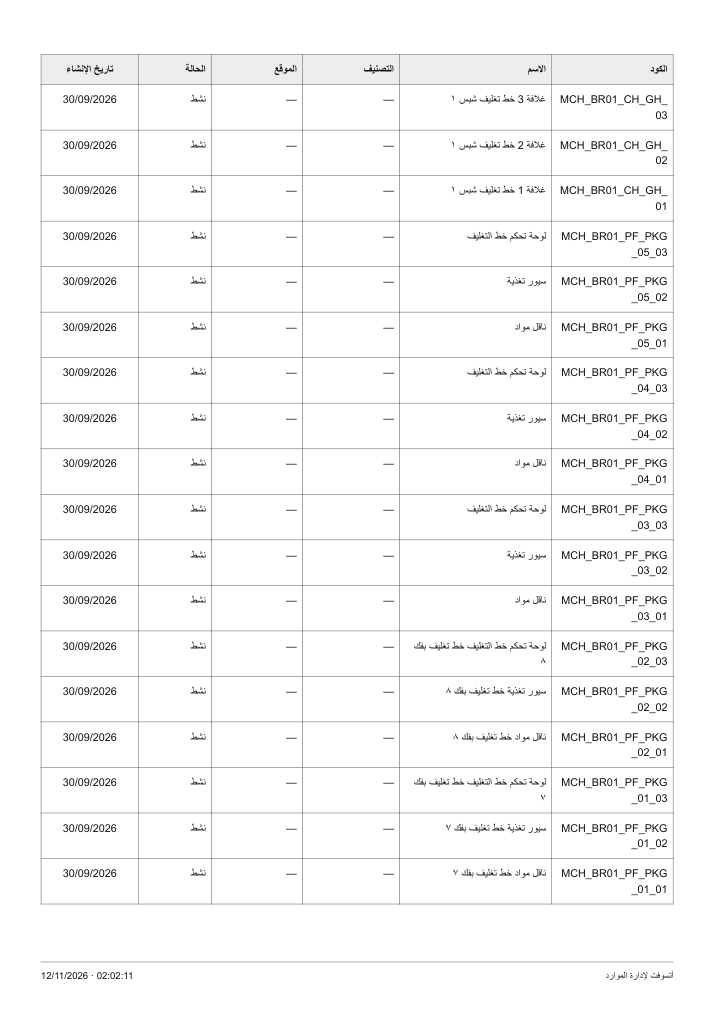 الكود الاسم التصنيف الموقع الحالة تاريخ الإنشاء
MCH_BR01_CH_GH_ غلافة 3 خط تغليف شبس ١ — — نشط 30/09/2026
03
MCH_BR01_CH_GH_ غلافة 2 خط تغليف شبس ١ — — نشط 30/09/2026
02
MCH_BR01_CH_GH_ غلافة 1 خط تغليف شبس ١ — — نشط 30/09/2026
01
MCH_BR01_PF_PKG لوحة تحكم خط التغليف — — نشط 30/09/2026
_05_03
MCH_BR01_PF_PKG سيور تغذية — — نشط 30/09/2026
_05_02
MCH_BR01_PF_PKG ناقل مواد — — نشط 30/09/2026
_05_01
MCH_BR01_PF_PKG لوحة تحكم خط التغليف — — نشط 30/09/2026
_04_03
MCH_BR01_PF_PKG سيور تغذية — — نشط 30/09/2026
_04_02
MCH_BR01_PF_PKG ناقل مواد — — نشط 30/09/2026
_04_01
MCH_BR01_PF_PKG لوحة تحكم خط التغليف — — نشط 30/09/2026
_03_03
MCH_BR01_PF_PKG سيور تغذية — — نشط 30/09/2026
_03_02
MCH_BR01_PF_PKG ناقل مواد — — نشط 30/09/2026
_03_01
MCH_BR01_PF_PKG لوحة تحكم خط التغليف خط تغليف بفك — — نشط 30/09/2026
_02_03 ٨
MCH_BR01_PF_PKG سيور تغذية خط تغليف بفك ٨ — — نشط 30/09/2026
_02_02
MCH_BR01_PF_PKG ناقل مواد خط تغليف بفك ٨ — — نشط 30/09/2026
_02_01
MCH_BR01_PF_PKG لوحة تحكم خط التغليف خط تغليف بفك — — نشط 30/09/2026
_01_03 ٧
MCH_BR01_PF_PKG سيور تغذية خط تغليف بفك ٧ — — نشط 30/09/2026
_01_02
MCH_BR01_PF_PKG ناقل مواد خط تغليف بفك ٧ — — نشط 30/09/2026
_01_01
أتسوفت لإدارة الموارد 12/11/2026 · 02:02:11